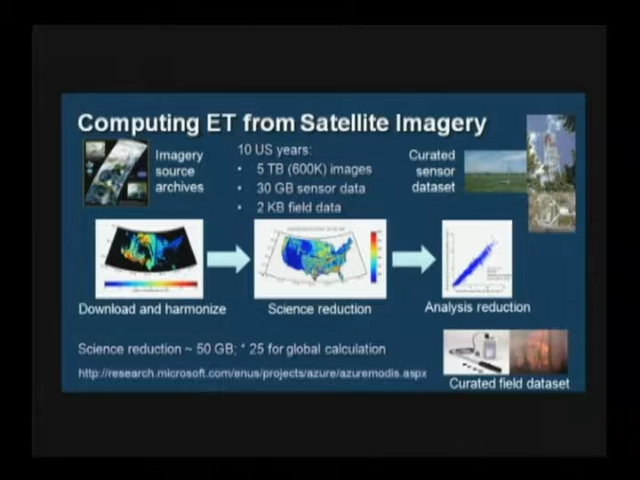 Computing ET from Satellite Imagery
Imagery
source
archives
10 US years:
• 5 TB (600K) images
• 30 GB sensor data
• 2 KB field data
Curated
sensor
dataset
Download and harmonize
Science reduction
Analysis reduction
Science reduction ~ 50 GB; * 25 for global calculation
http://research.microsoft.com/enus/projects/azure/azuremodis.aspx
Curated field dataset